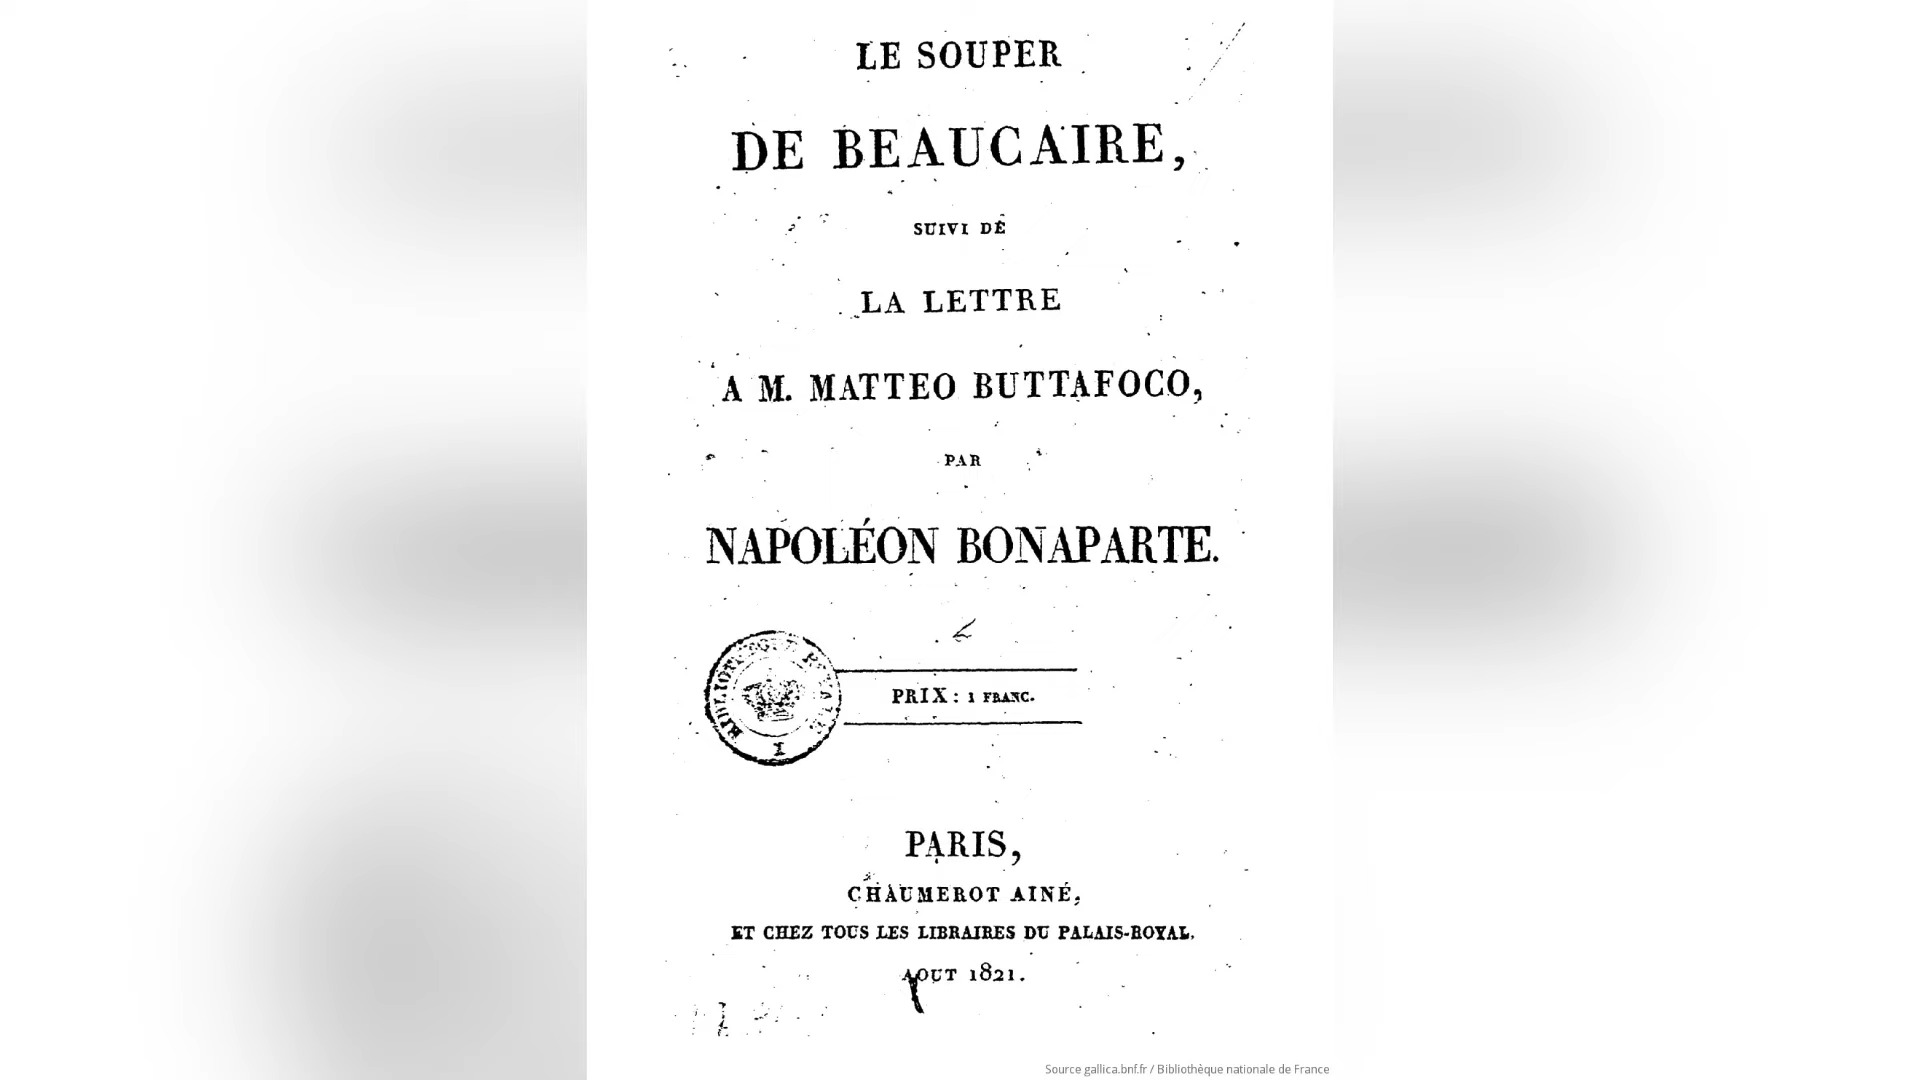 LE SOUPER
DE BEAUCAIRE,
SUIVI DE
LA LETTRE
A M. MATTEO BUTTAFOCO,
PAR
NAPOLÉON BONAPARTE.
PRIX : 1 FRANC.
PARIS,
CHAUMEROT AINÉ,
ET CHEZ TOUS LES LIBRAIRES DU PALAIS-ROYAL,
AOUT 1821.
Source gallica.bnf.fr / Bibliothèque nationale de France